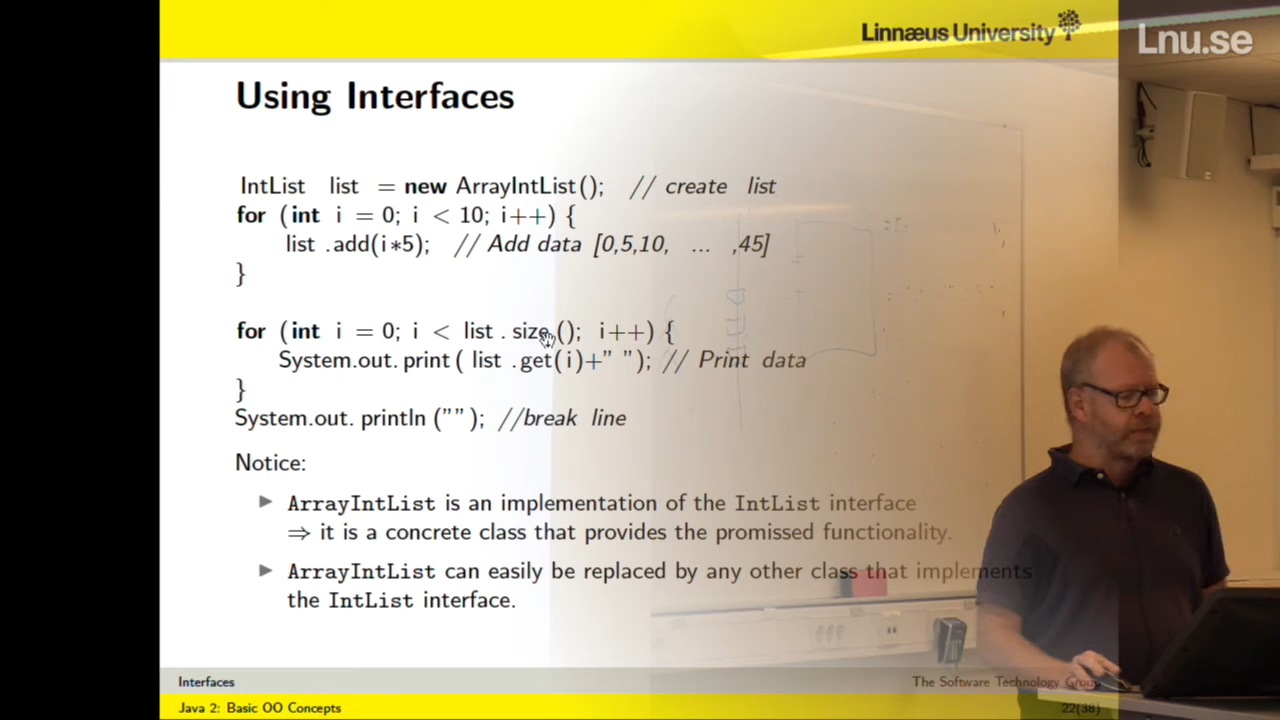 Linnæus University
Lnu.se
Using Interfaces
IntList list = new ArrayIntList(); // create list
for (int i = 0; i < 10; i++) {
list .add(i*5); // Add data [0,5,10, ... ,45]
}
for (int i = 0; i < list . size (); i++) {
System.out. print ( list .get(i)+" "); // Print data
}
System.out. println (""); //break line
Notice:
ArrayIntList is an implementation of the IntList interface
⇒ it is a concrete class that provides the promissed functionality.
ArrayIntList can easily be replaced by any other class that implements
the IntList interface.
Interfaces
The Software Technology Group
Java 2: Basic OO Concepts
22(38)